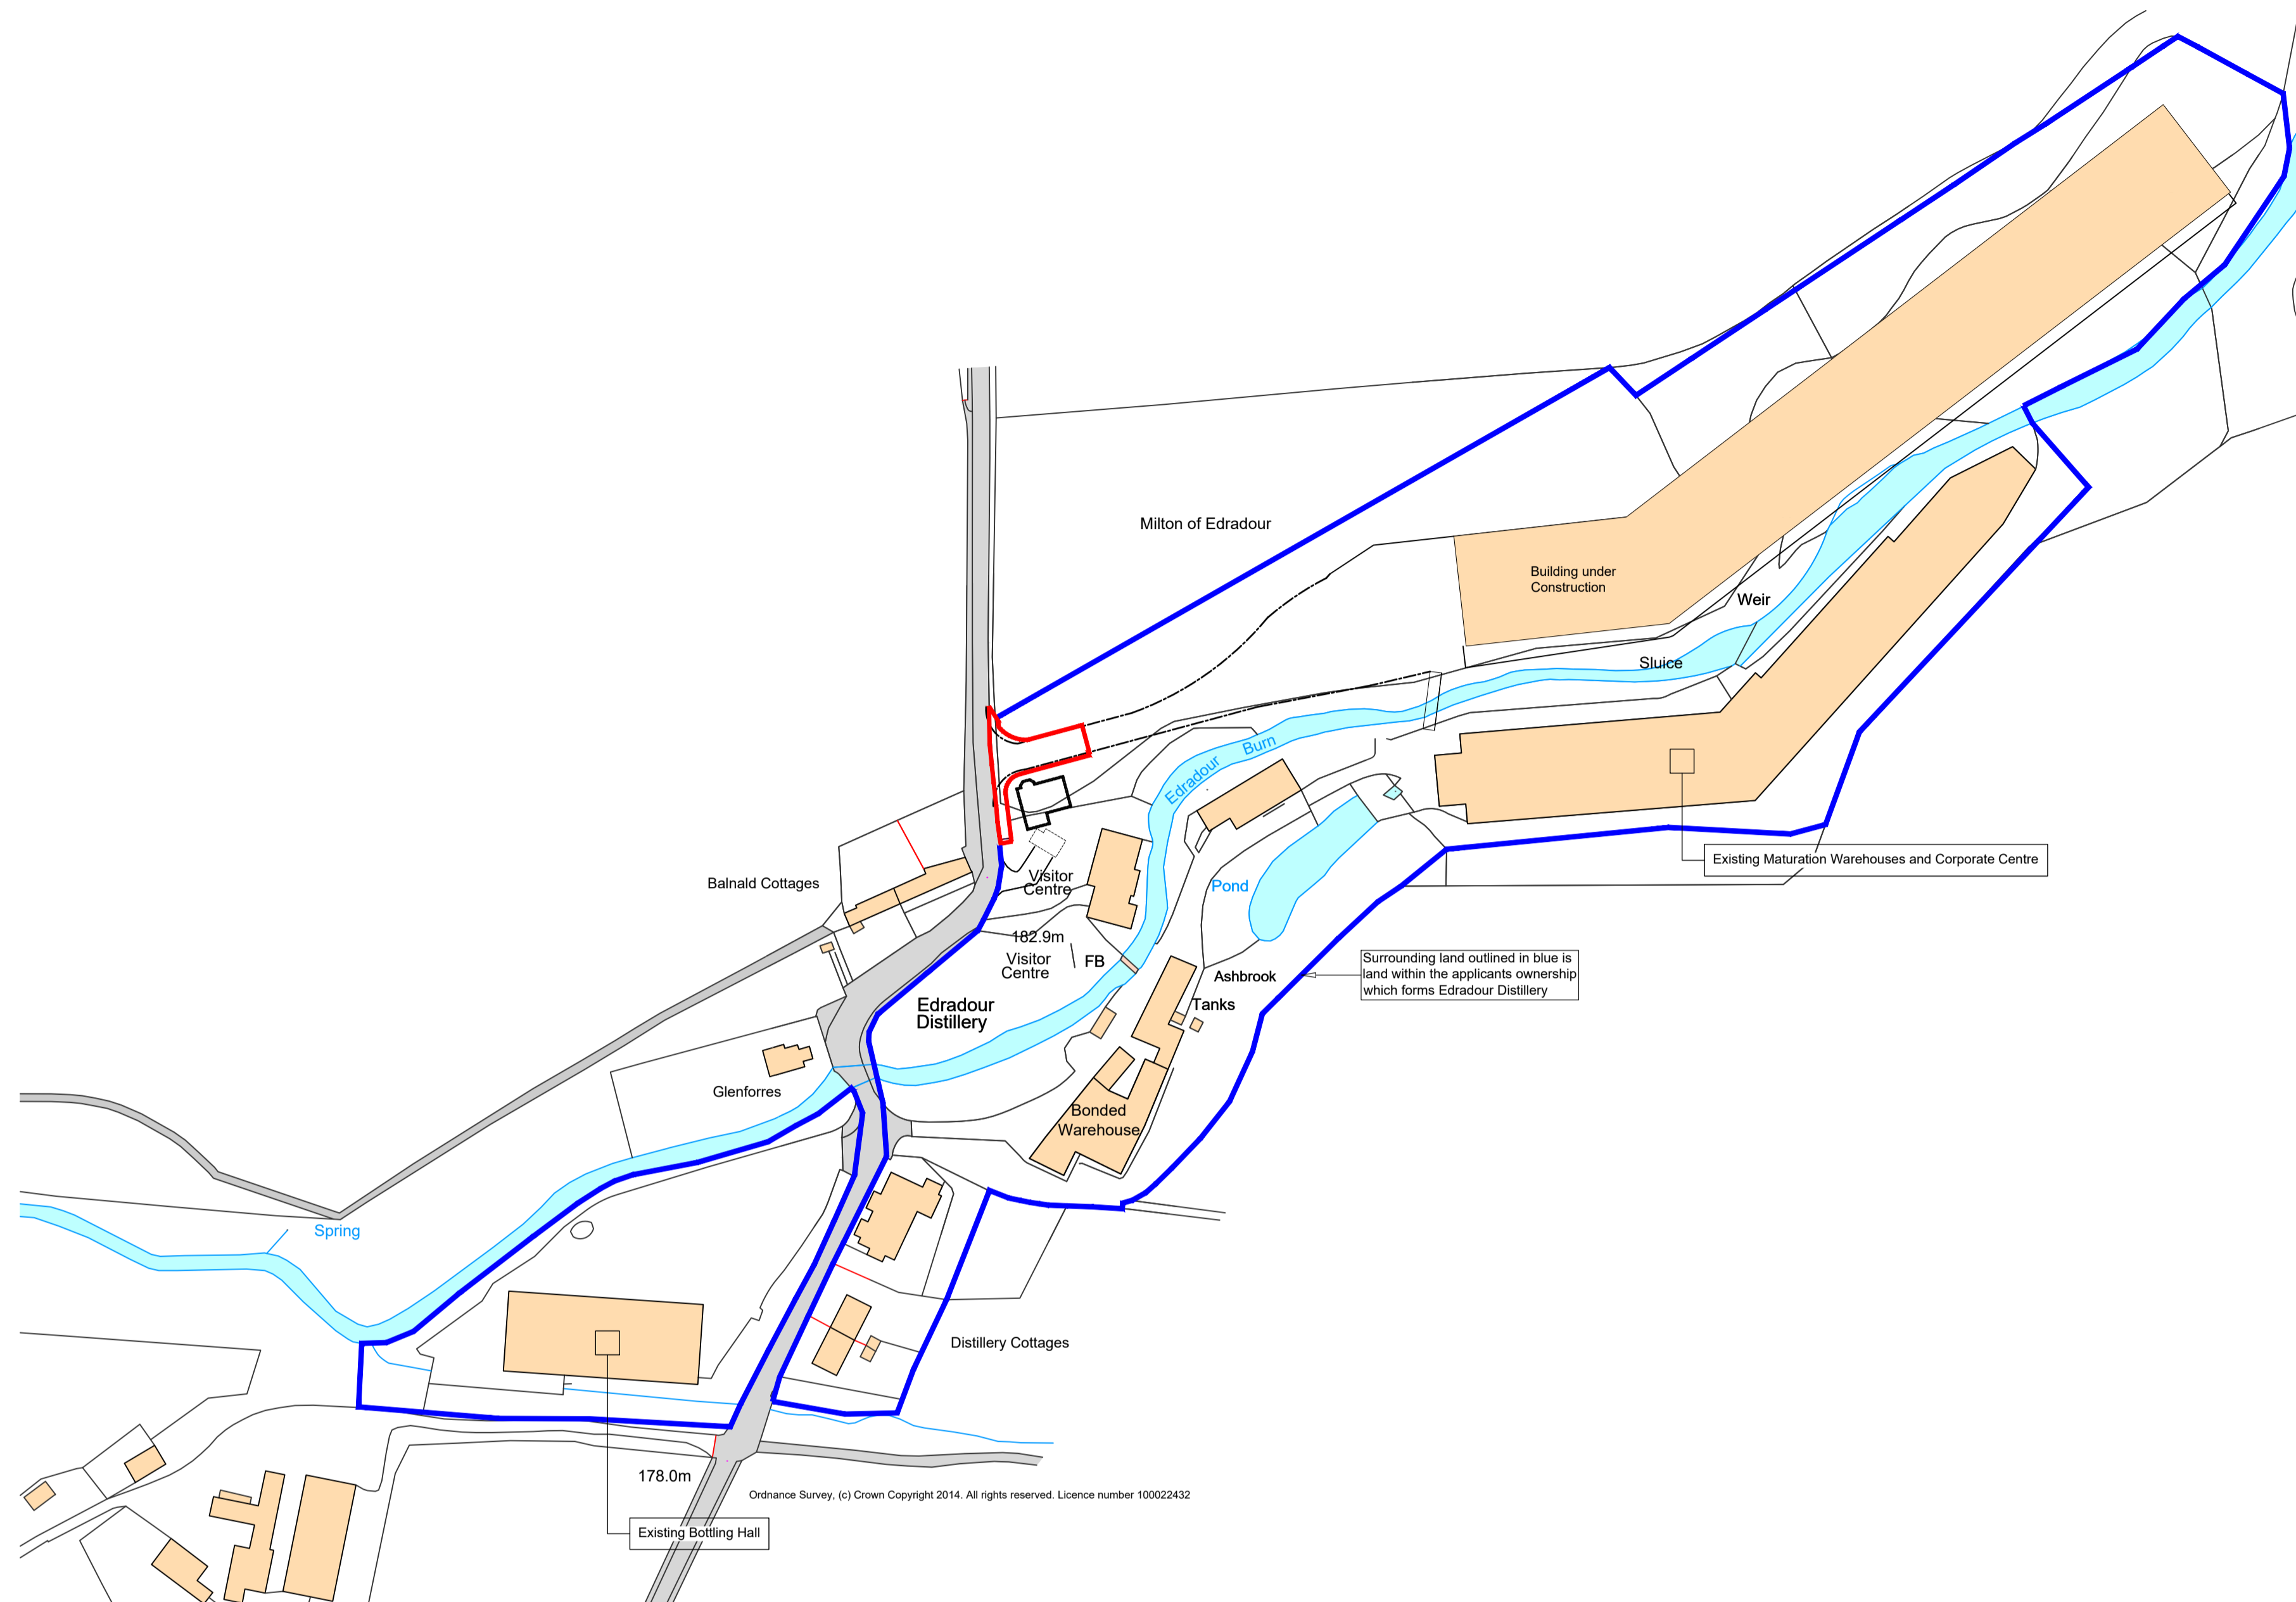 Milton of Edradour
Building under
Construction
Weir
Sluice
Edradour Burn
Existing Maturation Warehouses and Corporate Centre
Balnald Cottages
Visitor
Centre
Pond
182.9m
Visitor
Centre
FB
Surrounding land outlined in blue is
land within the applicants ownership
which forms Edradour Distillery
Ashbrook
Tanks
Edradour
Distillery
Glenforres
Bonded
Warehouse
Spring
Distillery Cottages
178.0m
Ordnance Survey, (c) Crown Copyright 2014. All rights reserved. Licence number 100022432
Existing Bottling Hall